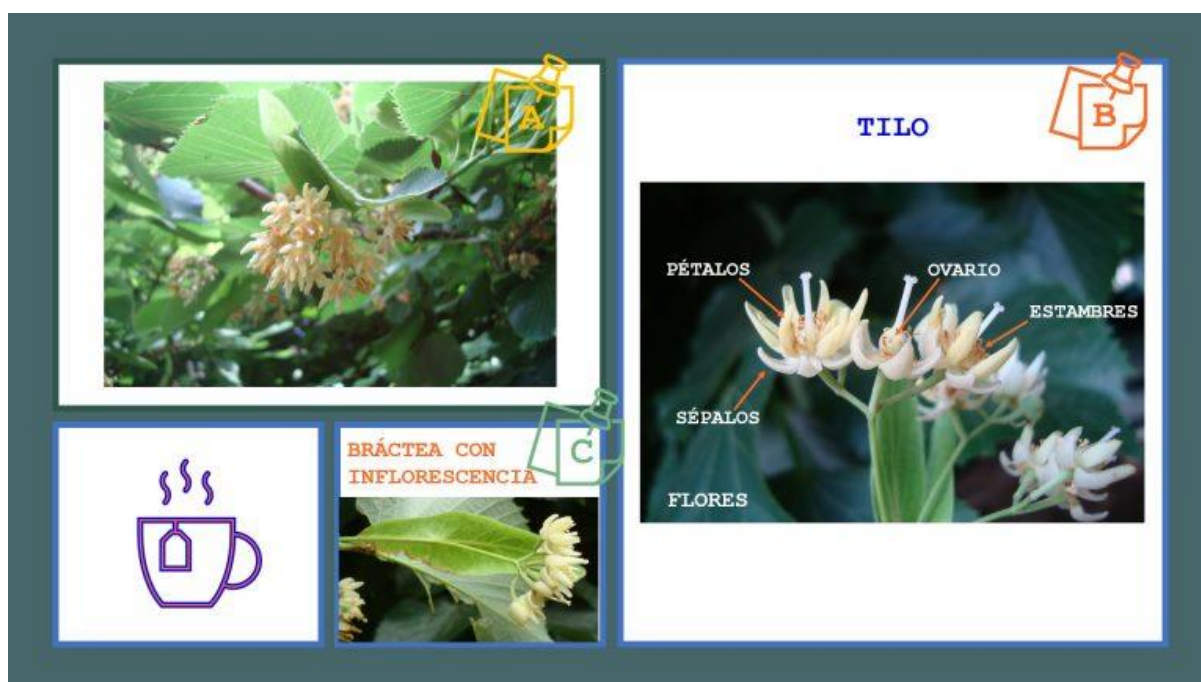 A
B
TILO
PÉTALOS
OVARIO
ESTAMBRES
SÉPALOS
FLORES
C
BRÁCTEA CON
INFLORESCENCIA